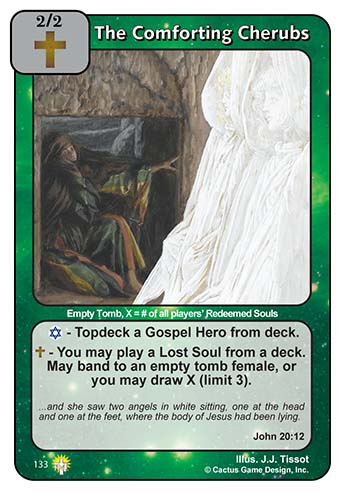 2/2
The Comforting Cherubs
Empty Tomb, X = # of all players' Redeemed Souls
✡ - Topdeck a Gospel Hero from deck.
✝ - You may play a Lost Soul from a deck.
May band to an empty tomb female, or
you may draw X (limit 3).
...and she saw two angels in white sitting, one at the head
and one at the feet, where the body of Jesus had been lying.
John 20:12
133
Illus. J.J. Tissot
© Cactus Game Design, Inc.